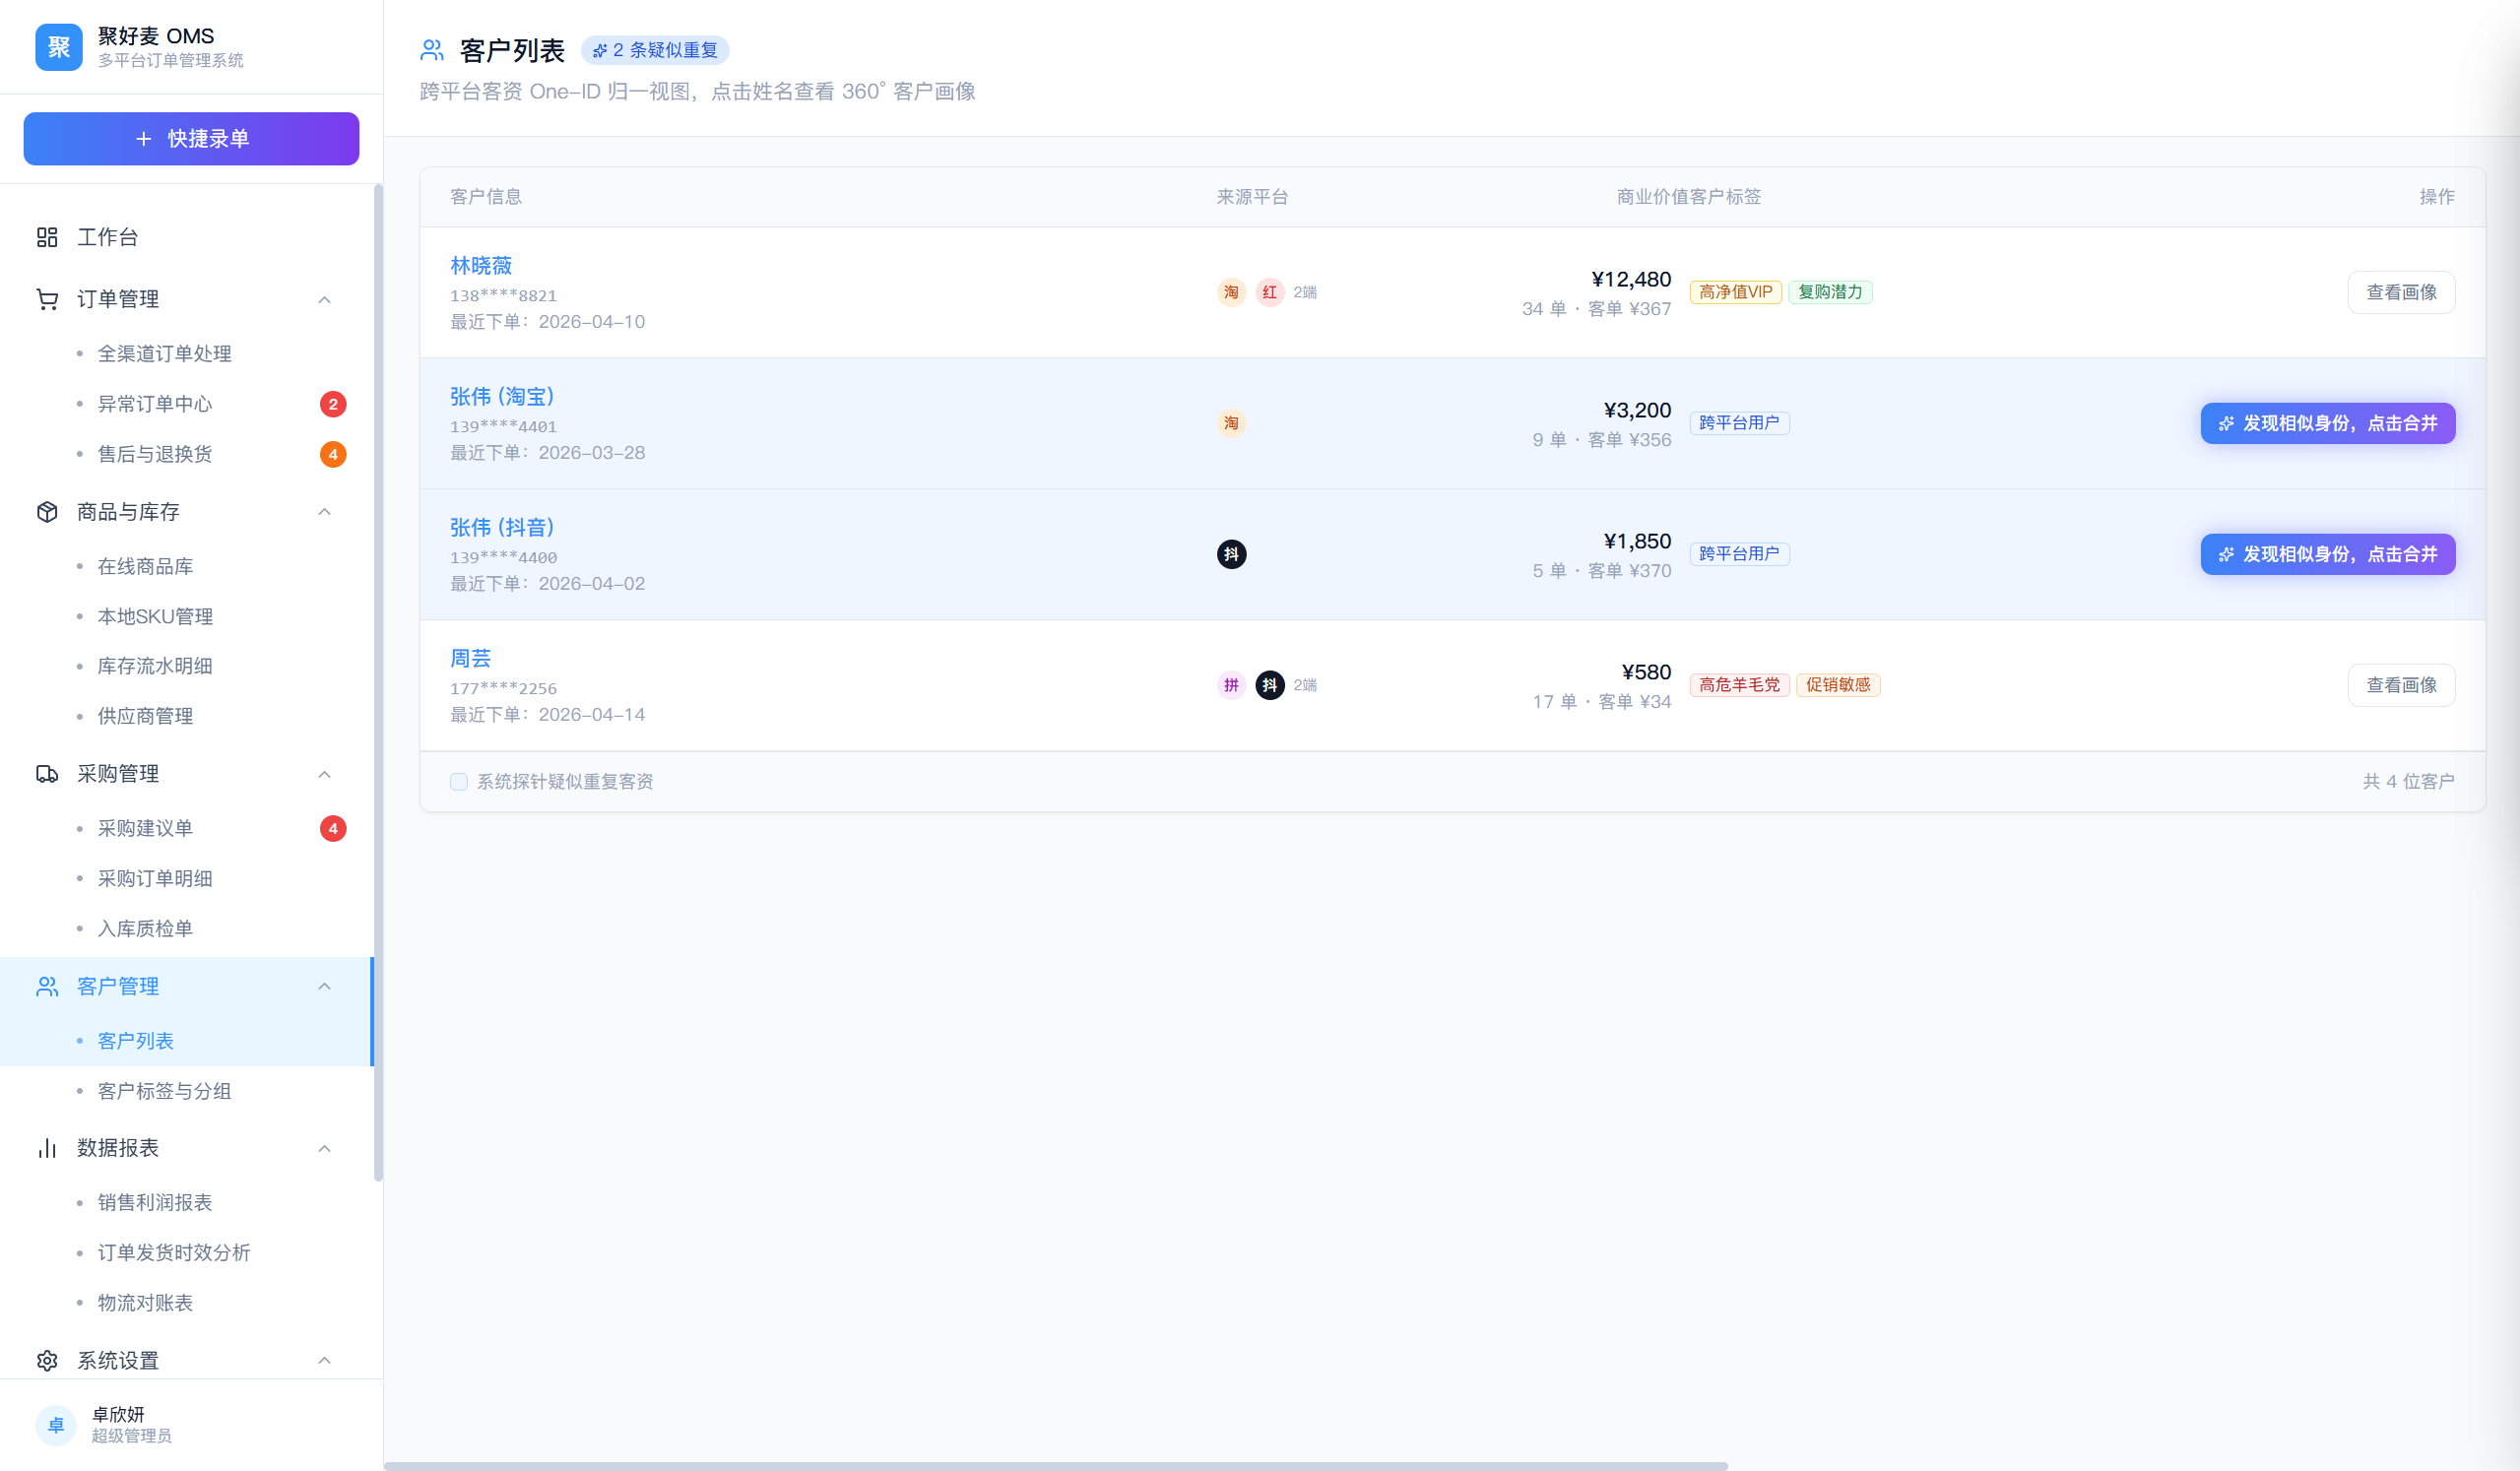 聚
聚好麦 OMS
多平台订单管理系统
+ 快捷录单
工作台
订单管理
全渠道订单处理
异常订单中心 2
售后与退换货 4
商品与库存
在线商品库
本地SKU管理
库存流水明细
供应商管理
采购管理
采购建议单 4
采购订单明细
入库质检单
客户管理
客户列表
客户标签与分组
数据报表
销售利润报表
订单发货时效分析
物流对账表
系统设置
卓
卓欣妍
超级管理员
客户列表 2 条疑似重复
跨平台客资 One-ID 归一视图，点击姓名查看 360° 客户画像
客户信息 来源平台 商业价值 客户标签 操作
林晓薇
138****8821
最近下单：2026-04-10
淘 红 2端
¥12,480
34 单 · 客单 ¥367
高净值VIP 复购潜力
查看画像
张伟 (淘宝)
139****4401
最近下单：2026-03-28
淘
¥3,200
9 单 · 客单 ¥356
跨平台用户
发现相似身份，点击合并
张伟 (抖音)
139****4400
最近下单：2026-04-02
抖
¥1,850
5 单 · 客单 ¥370
跨平台用户
发现相似身份，点击合并
周芸
177****2256
最近下单：2026-04-14
拼 抖 2端
¥580
17 单 · 客单 ¥34
高危羊毛党 促销敏感
查看画像
系统探针疑似重复客资
共 4 位客户